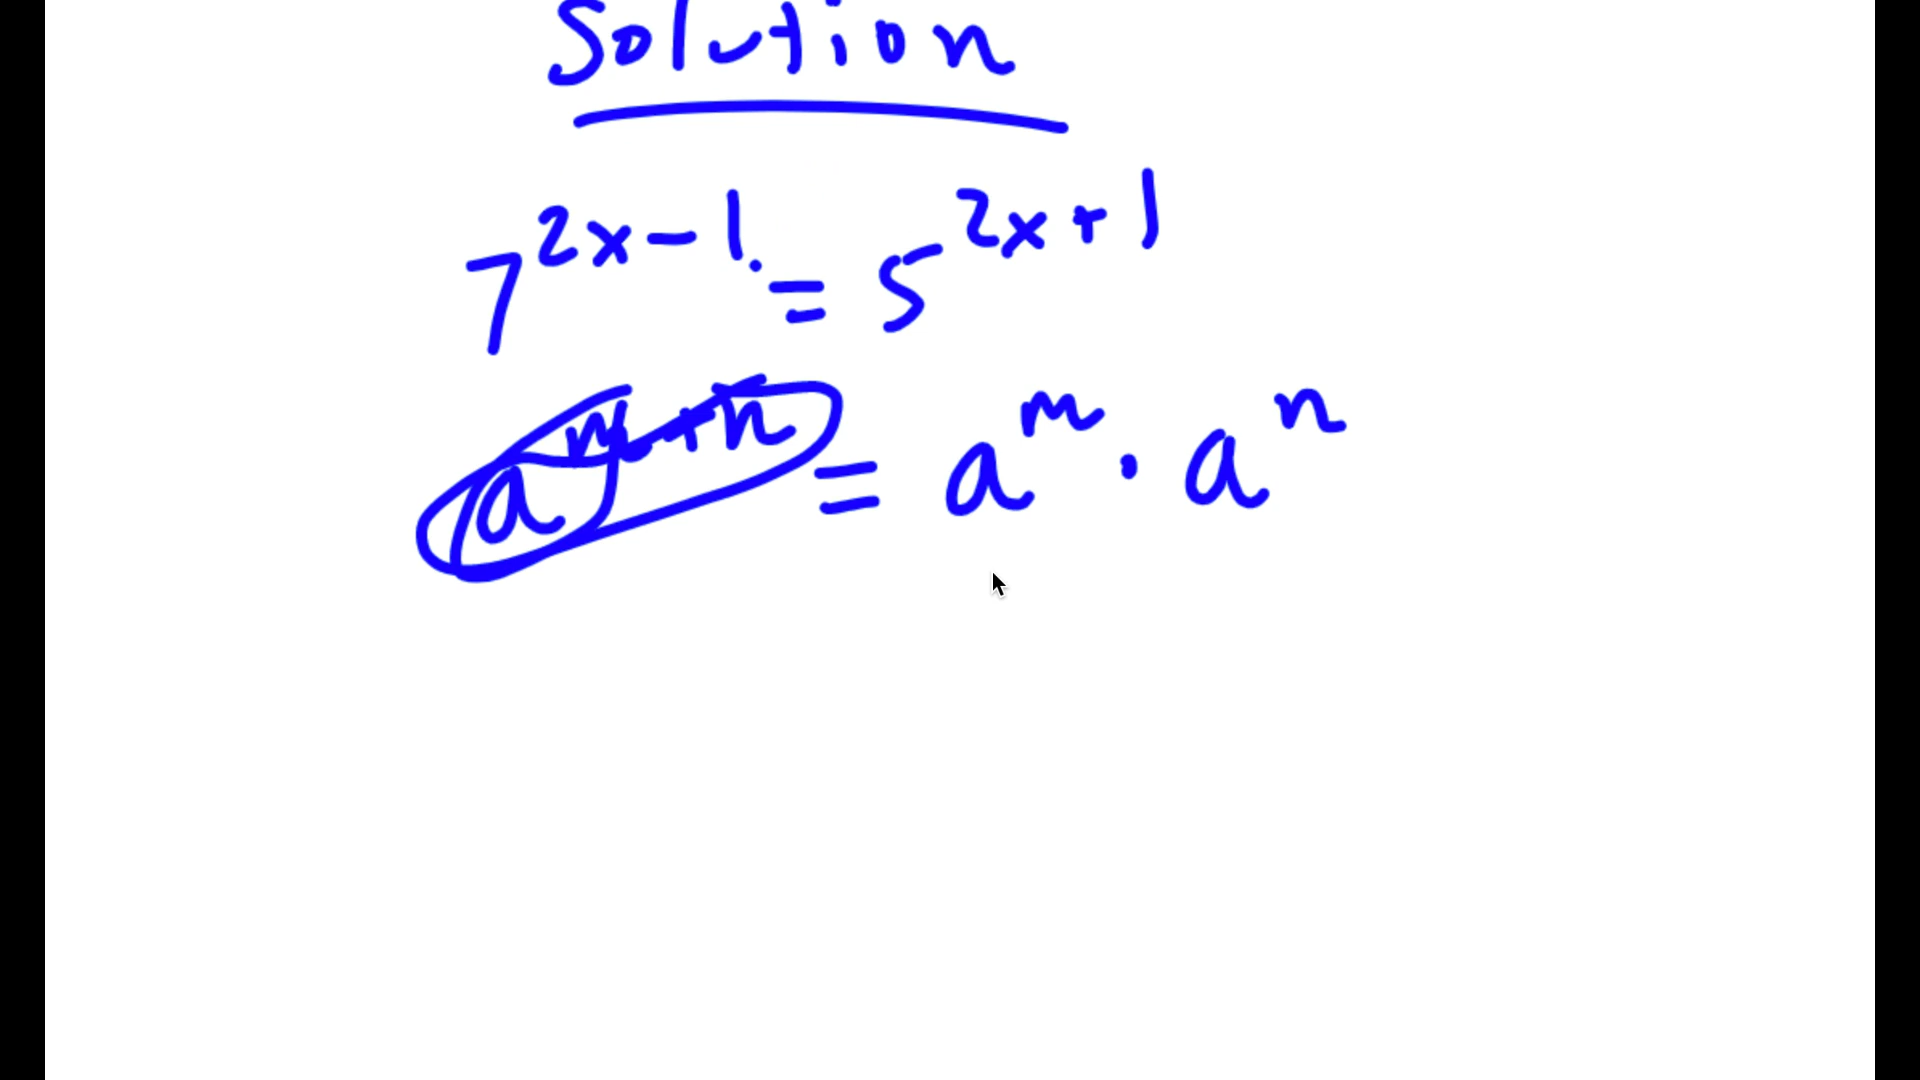 Solution
7^{2x-1} = 5^{2x+1}
a^{m+n} = a^m · a^n